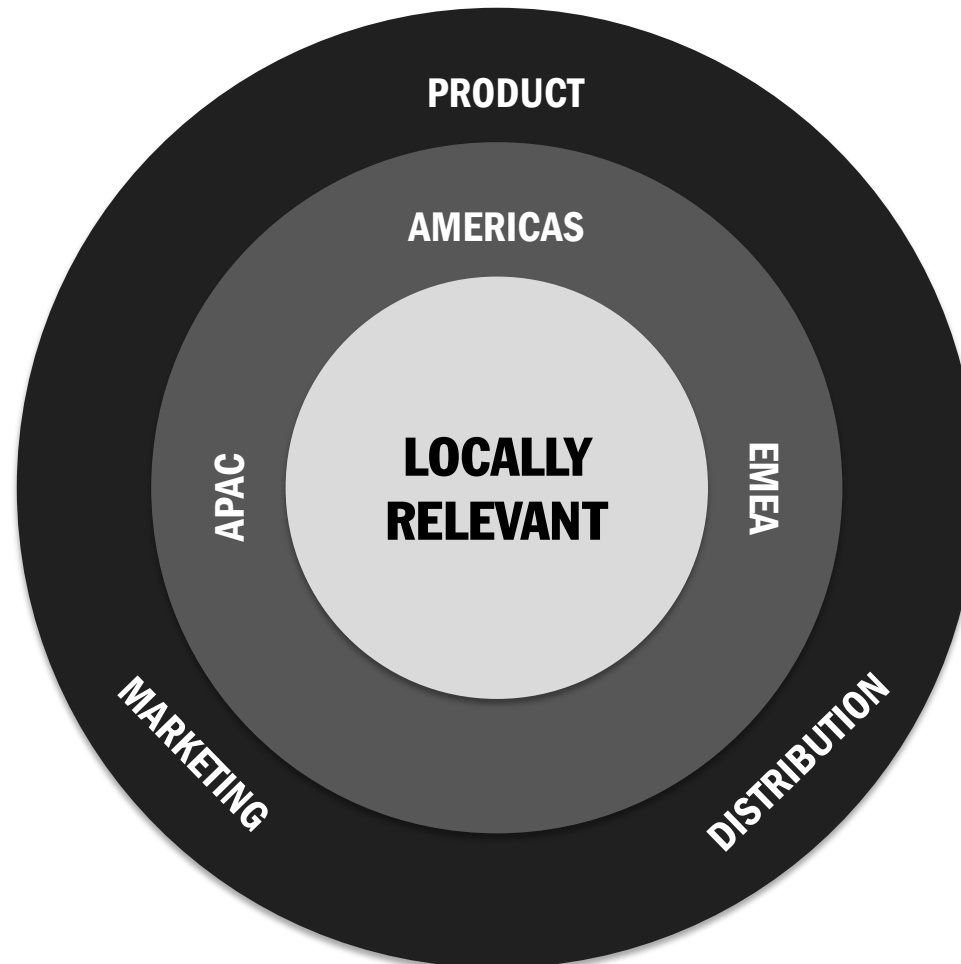 PRODUCT
AMERICAS
LOCALLY
RELEVANT
APAC
EMEA
MARKETING
DISTRIBUTION